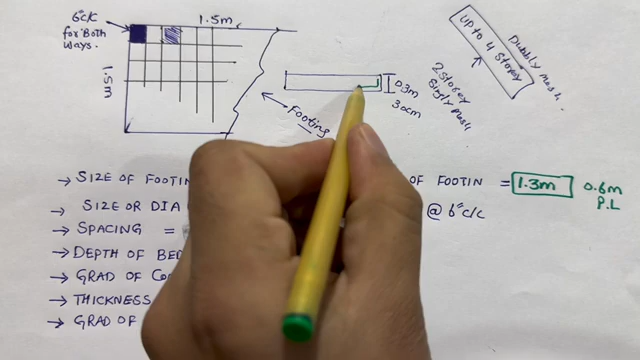 6"c/c
for Both
Ways.
1.5m
1.5m
Footing
0.3m
30cm
2 storey
Singly Mesh
up to 4 Storey
Dubbly mesh.
→ SIZE OF FOOTIN OF FOOTIN = 1.3m 0.6m
P.L
→ SIZE OR DIA @ 6"c/c
→ SPACING =
→ DEPTH OF BED
→ GRAD OF CO
→ THICKNESS
→ GRAD OF